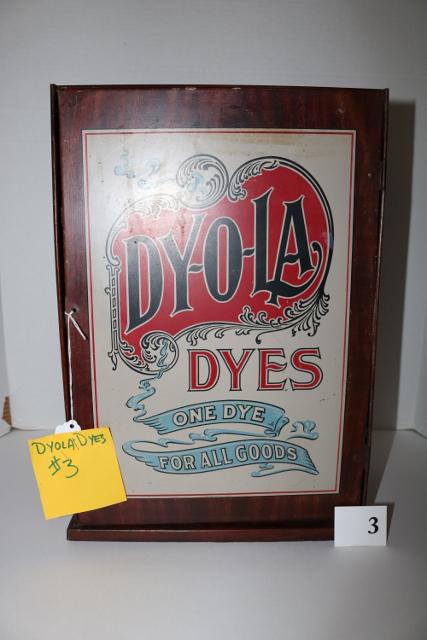 DY-O-LA
DYES
ONE DYE
FOR ALL GOODS
DYOLA DYES
#3
3